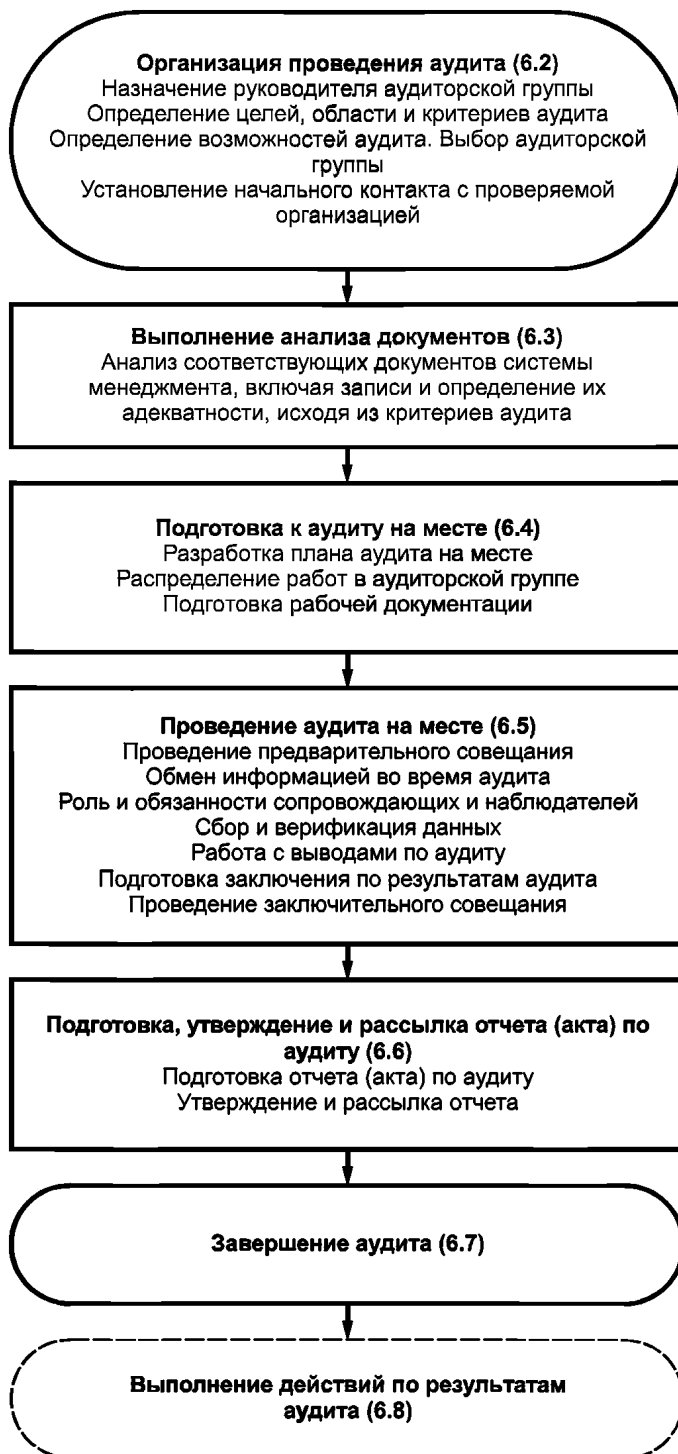 Организация проведения аудита (6.2)
Назначение руководителя аудиторской группы
Определение целей, области и критериев аудита
Определение возможностей аудита. Выбор аудиторской
группы
Установление начального контакта с проверяемой
организацией
Выполнение анализа документов (6.3)
Анализ соответствующих документов системы
менеджмента, включая записи и определение их
адекватности, исходя из критериев аудита
Подготовка к аудиту на месте (6.4)
Разработка плана аудита на месте
Распределение работ в аудиторской группе
Подготовка рабочей документации
Проведение аудита на месте (6.5)
Проведение предварительного совещания
Обмен информацией во время аудита
Роль и обязанности сопровождающих и наблюдателей
Сбор и верификация данных
Работа с выводами по аудиту
Подготовка заключения по результатам аудита
Проведение заключительного совещания
Подготовка, утверждение и рассылка отчета (акта) по
аудиту (6.6)
Подготовка отчета (акта) по аудиту
Утверждение и рассылка отчета
Завершение аудита (6.7)
Выполнение действий по результатам
аудита (6.8)